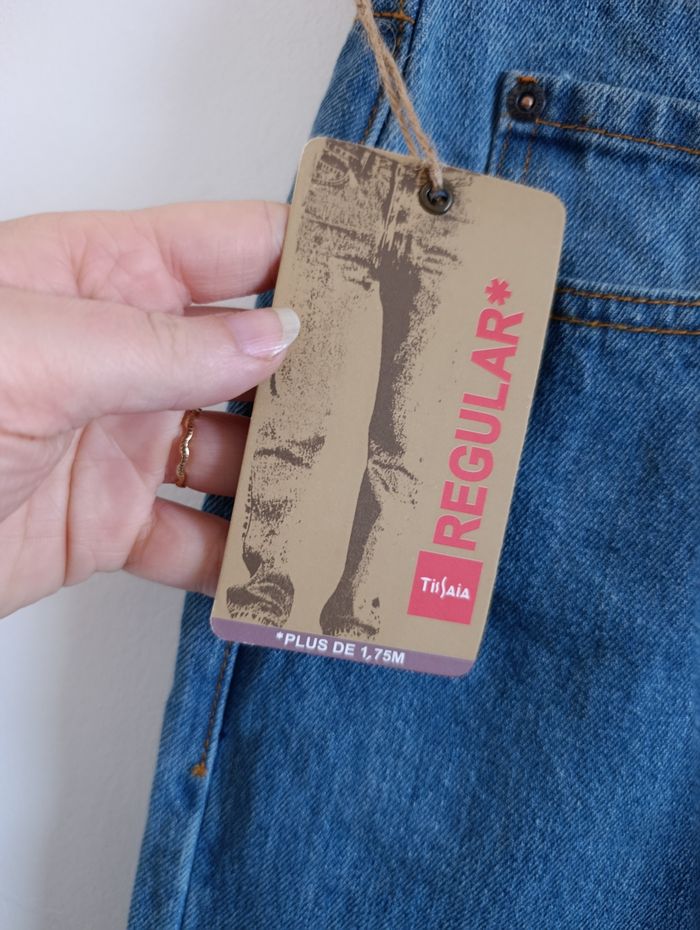 REGULAR*
TiSSAiA
*PLUS DE 1,75M